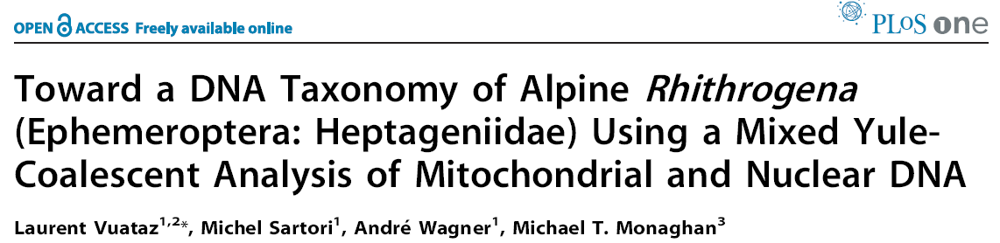 OPEN ACCESS Freely available online
PLoS one
Toward a DNA Taxonomy of Alpine Rhithrogena
(Ephemeroptera: Heptageniidae) Using a Mixed Yule-
Coalescent Analysis of Mitochondrial and Nuclear DNA
Laurent Vuataz1,2*, Michel Sartori1, André Wagner1, Michael T. Monaghan3